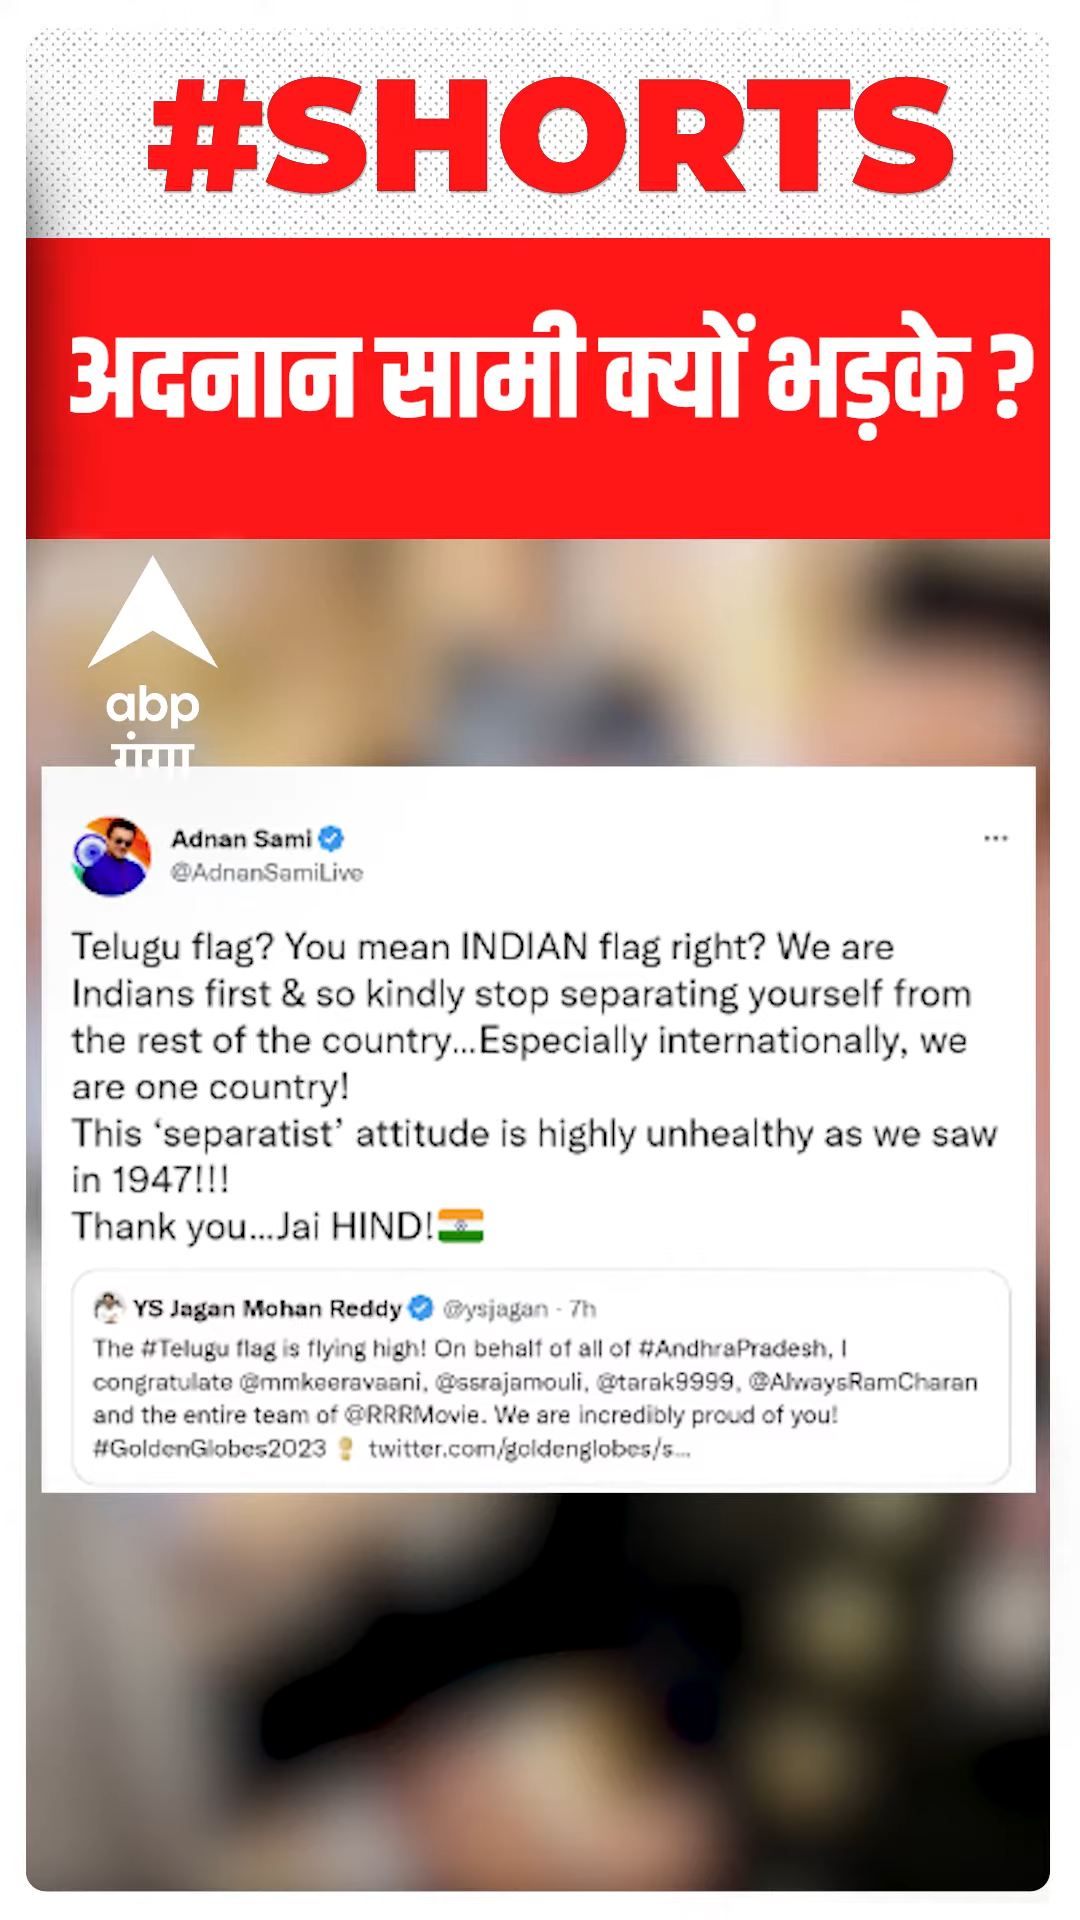 #SHORTS
अदनान सामी क्यों भड़के ?
abp
गंगा
Adnan Sami
@AdnanSamiLive
Telugu flag? You mean INDIAN flag right? We are
Indians first & so kindly stop separating yourself from
the rest of the country...Especially internationally, we
are one country!
This ‘separatist’ attitude is highly unhealthy as we saw
in 1947!!!
Thank you...Jai HIND!🇮🇳
YS Jagan Mohan Reddy @ysjagan · 7h
The #Telugu flag is flying high! On behalf of all of #AndhraPradesh, I
congratulate @mmkeeravaani, @ssrajamouli, @tarak9999, @AlwaysRamCharan
and the entire team of @RRRMovie. We are incredibly proud of you!
#GoldenGlobes2023 twitter.com/goldenglobes/s...